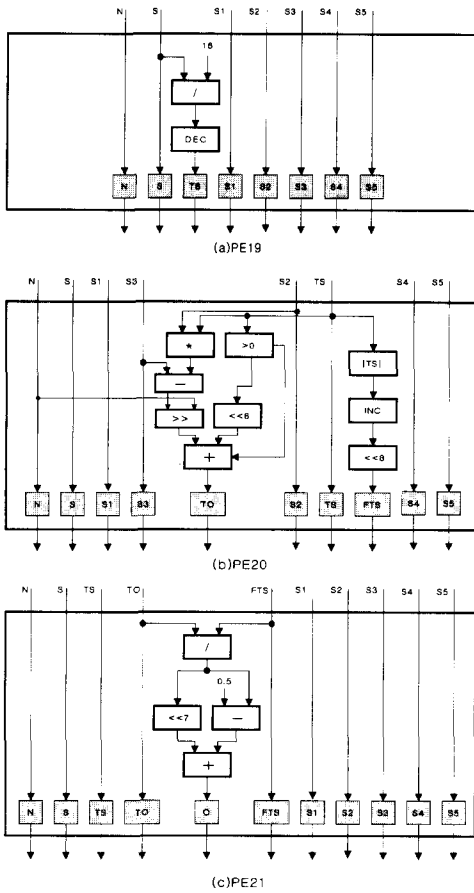 N S S1 S2 S3 S4 S5
16
/
DEC
N S TS S1 S2 S3 S4 S5
(a)PE19
N S S1 S3 S2 TS S4 S5
* >0
|TS|
−
>> <<6 INC
+ <<8
N S S1 S3 TO S2 TS FTS S4 S5
(b)PE20
N S TS TO FTS S1 S2 S3 S4 S5
/
0.5
<<7 −
+
N S TS TO O FTS S1 S2 S3 S4 S5
(c)PE21